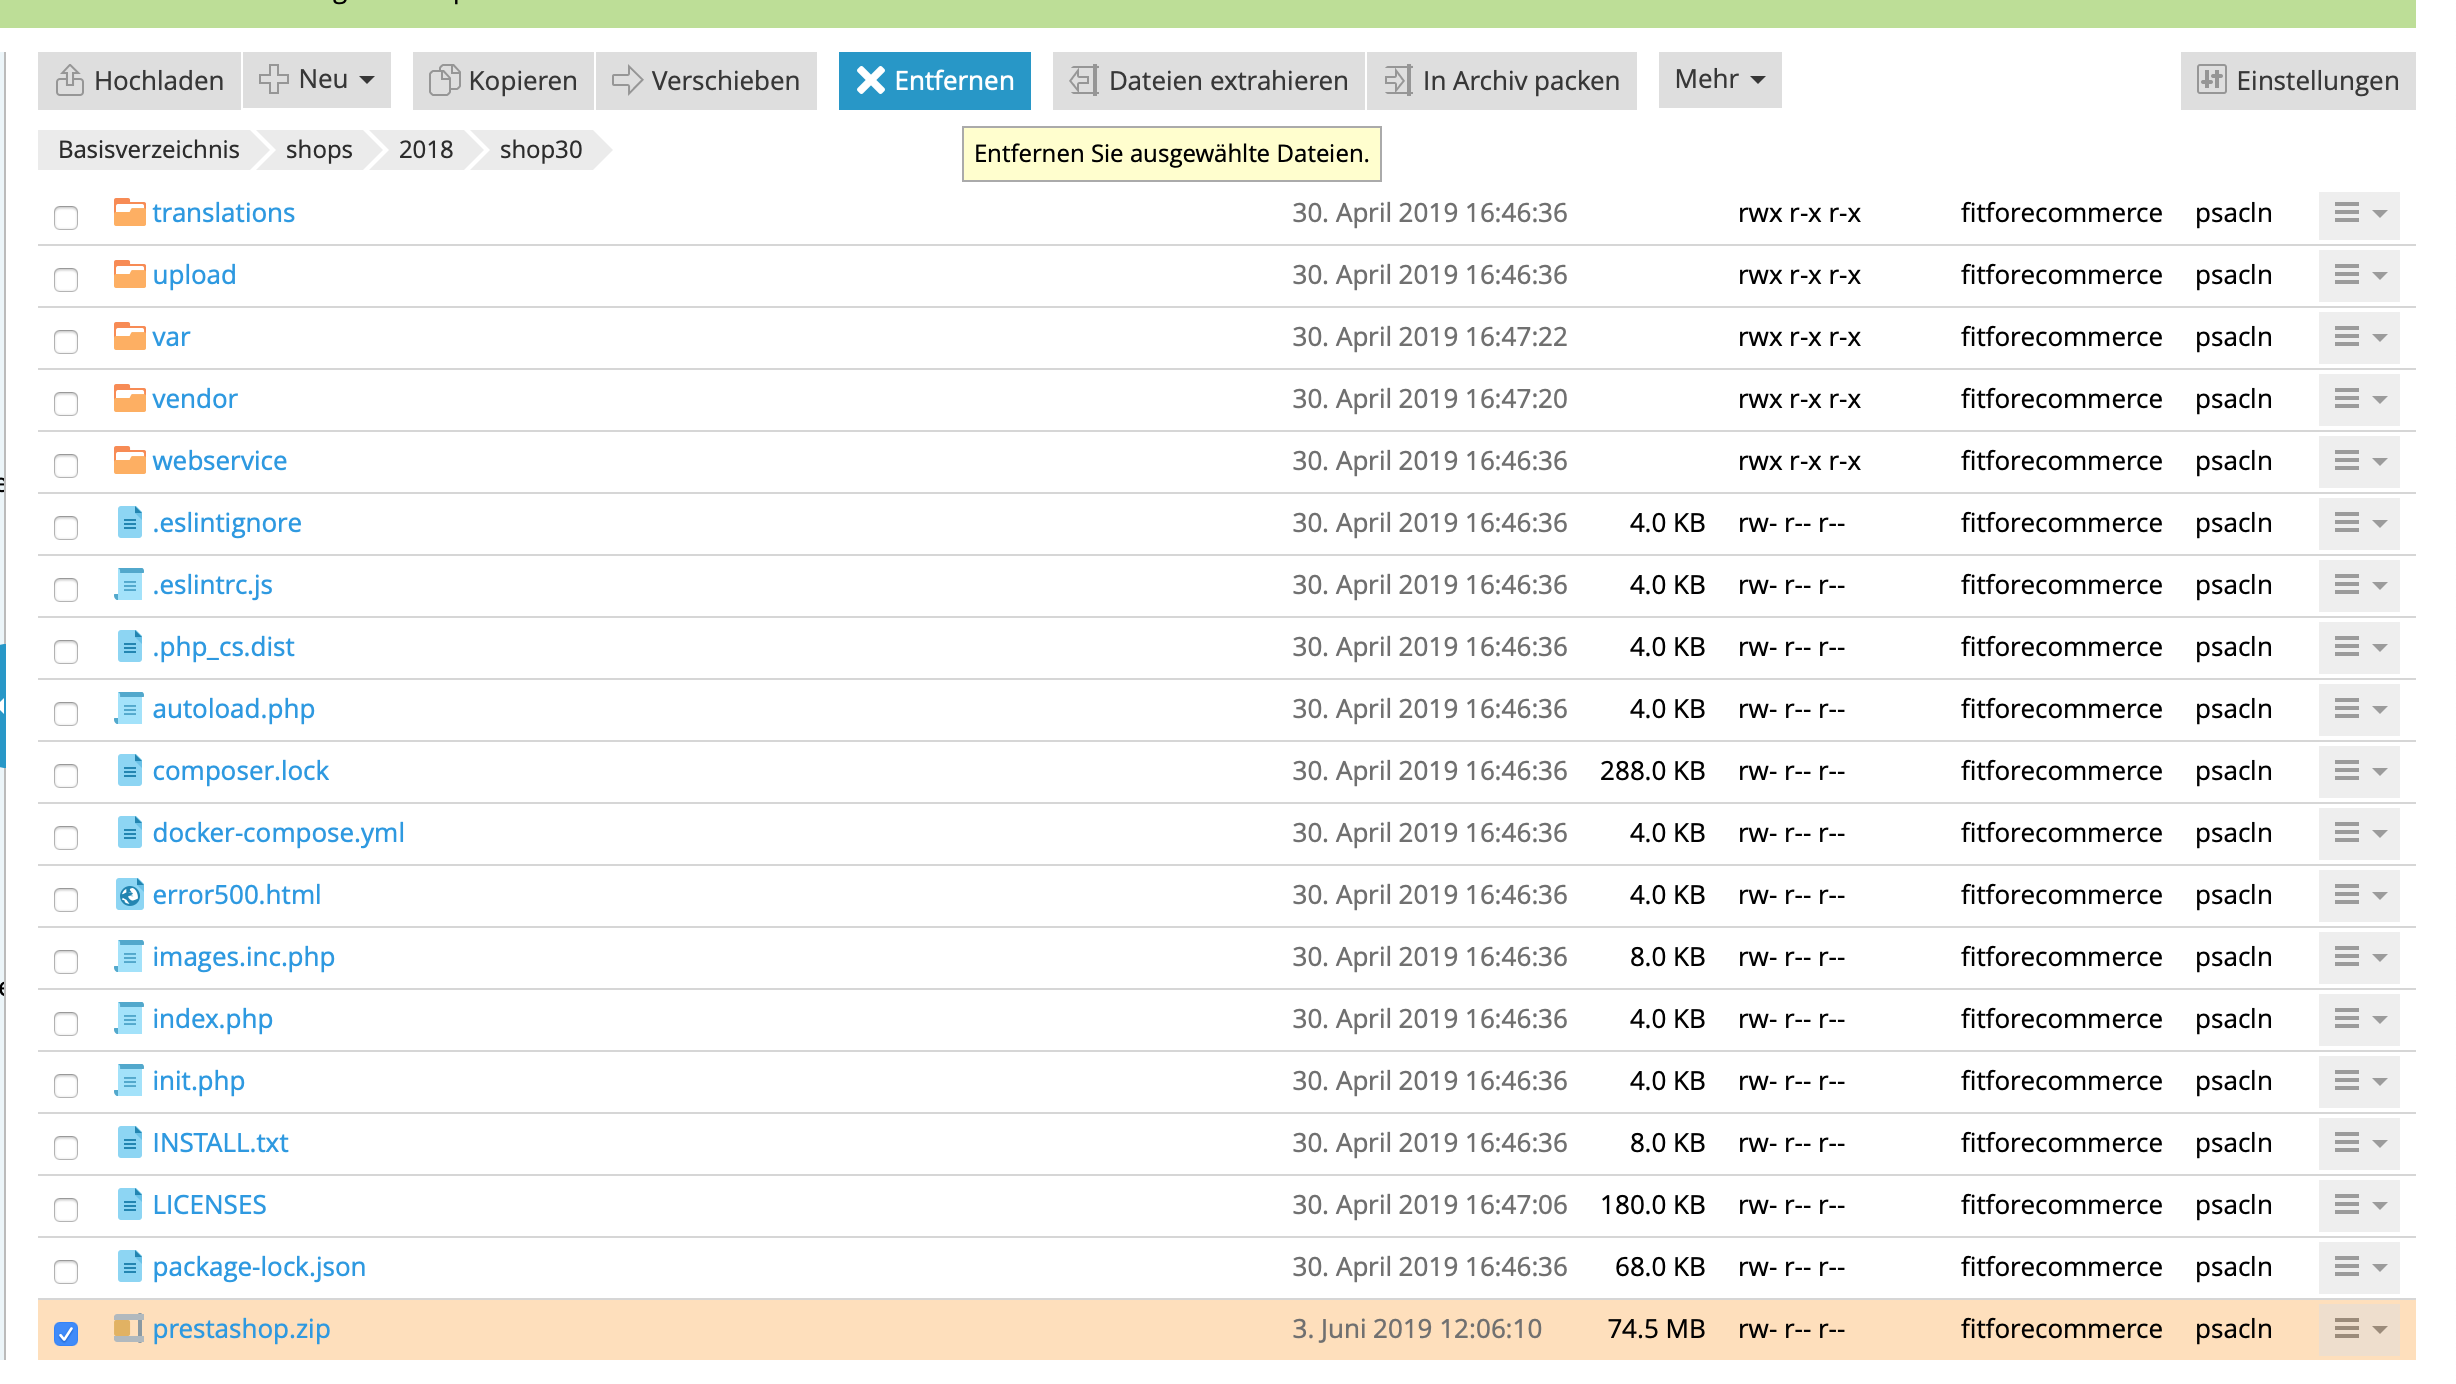 Hochladen Neu Kopieren Verschieben Entfernen Dateien extrahieren In Archiv packen Mehr Einstellungen
Basisverzeichnis shops 2018 shop30
Entfernen Sie ausgewählte Dateien.
translations 30. April 2019 16:46:36 rwx r-x r-x fitforecommerce psacln
upload 30. April 2019 16:46:36 rwx r-x r-x fitforecommerce psacln
var 30. April 2019 16:47:22 rwx r-x r-x fitforecommerce psacln
vendor 30. April 2019 16:47:20 rwx r-x r-x fitforecommerce psacln
webservice 30. April 2019 16:46:36 rwx r-x r-x fitforecommerce psacln
.eslintignore 30. April 2019 16:46:36 4.0 KB rw- r-- r-- fitforecommerce psacln
.eslintrc.js 30. April 2019 16:46:36 4.0 KB rw- r-- r-- fitforecommerce psacln
.php_cs.dist 30. April 2019 16:46:36 4.0 KB rw- r-- r-- fitforecommerce psacln
autoload.php 30. April 2019 16:46:36 4.0 KB rw- r-- r-- fitforecommerce psacln
composer.lock 30. April 2019 16:46:36 288.0 KB rw- r-- r-- fitforecommerce psacln
docker-compose.yml 30. April 2019 16:46:36 4.0 KB rw- r-- r-- fitforecommerce psacln
error500.html 30. April 2019 16:46:36 4.0 KB rw- r-- r-- fitforecommerce psacln
images.inc.php 30. April 2019 16:46:36 8.0 KB rw- r-- r-- fitforecommerce psacln
index.php 30. April 2019 16:46:36 4.0 KB rw- r-- r-- fitforecommerce psacln
init.php 30. April 2019 16:46:36 4.0 KB rw- r-- r-- fitforecommerce psacln
INSTALL.txt 30. April 2019 16:46:36 8.0 KB rw- r-- r-- fitforecommerce psacln
LICENSES 30. April 2019 16:47:06 180.0 KB rw- r-- r-- fitforecommerce psacln
package-lock.json 30. April 2019 16:46:36 68.0 KB rw- r-- r-- fitforecommerce psacln
prestashop.zip 3. Juni 2019 12:06:10 74.5 MB rw- r-- r-- fitforecommerce psacln